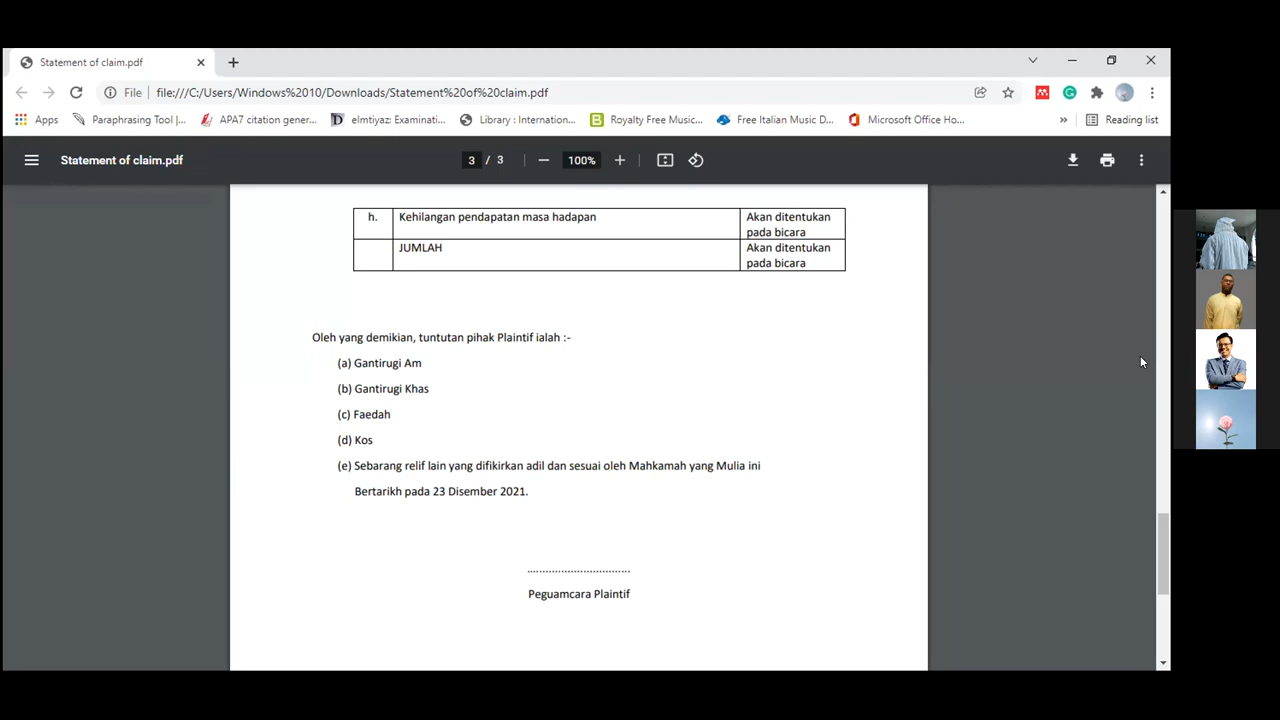 Statement of claim.pdf
File
file:///C:/Users/Windows%2010/Downloads/Statement%20of%20claim.pdf
Apps
Paraphrasing Tool |...
APA7 citation gener...
elmtiyaz: Examinati...
Library : Internation...
Royalty Free Music...
Free Italian Music D...
Microsoft Office Ho...
»
Reading list
Statement of claim.pdf
3 / 3
100%
h. Kehilangan pendapatan masa hadapan Akan ditentukan
pada bicara
JUMLAH Akan ditentukan
pada bicara
Oleh yang demikian, tuntutan pihak Plaintif ialah :-
(a) Gantirugi Am
(b) Gantirugi Khas
(c) Faedah
(d) Kos
(e) Sebarang relif lain yang difikirkan adil dan sesuai oleh Mahkamah yang Mulia ini
Bertarikh pada 23 Disember 2021.
................................
Peguamcara Plaintif